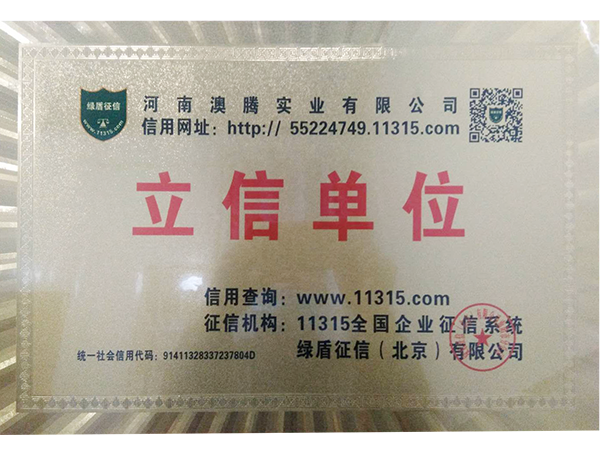 绿盾征信
www.11315.com
河南澳腾实业有限公司
信用网址：http:// 55224749.11315.com
立信单位
信用查询：www.11315.com
征信机构：11315全国企业征信系统
绿盾征信（北京）有限公司
统一社会信用代码：91411328337237804D